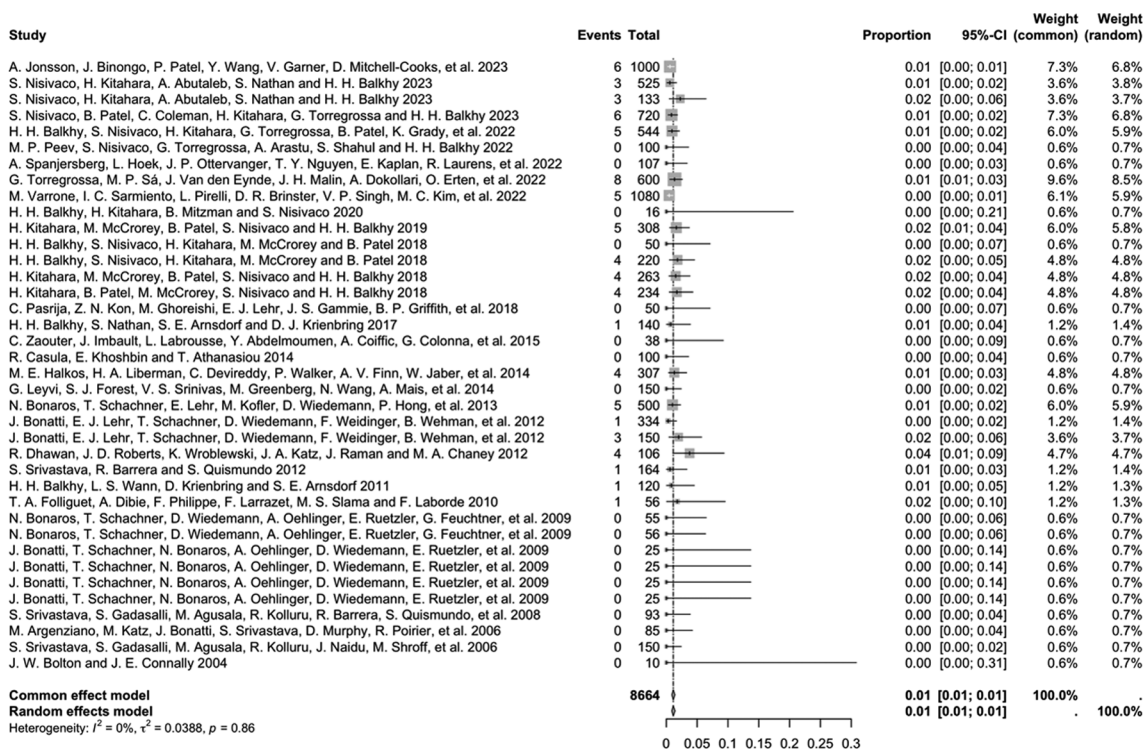 Weight Weight
Study Events Total Proportion 95%-CI (common) (random)
A. Jonsson, J. Binongo, P. Patel, Y. Wang, V. Garner, D. Mitchell-Cooks, et al. 2023 6 1000 0.01 [0.00; 0.01] 7.3% 6.8%
S. Nisivaco, H. Kitahara, A. Abutaleb, S. Nathan and H. H. Balkhy 2023 3 525 0.01 [0.00; 0.02] 3.6% 3.8%
S. Nisivaco, H. Kitahara, A. Abutaleb, S. Nathan and H. H. Balkhy 2023 3 133 0.02 [0.00; 0.06] 3.6% 3.7%
S. Nisivaco, B. Patel, C. Coleman, H. Kitahara, G. Torregrossa and H. H. Balkhy 2023 6 720 0.01 [0.00; 0.02] 7.3% 6.8%
H. H. Balkhy, S. Nisivaco, H. Kitahara, G. Torregrossa, B. Patel, K. Grady, et al. 2022 5 544 0.01 [0.00; 0.02] 6.0% 5.9%
M. P. Peev, S. Nisivaco, G. Torregrossa, A. Arastu, S. Shahul and H. H. Balkhy 2022 0 100 0.00 [0.00; 0.04] 0.6% 0.7%
A. Spanjersberg, L. Hoek, J. P. Ottervanger, T. Y. Nguyen, E. Kaplan, R. Laurens, et al. 2022 0 107 0.00 [0.00; 0.03] 0.6% 0.7%
G. Torregrossa, M. P. Sá, J. Van den Eynde, J. H. Malin, A. Dokollari, O. Erten, et al. 2022 8 600 0.01 [0.01; 0.03] 9.6% 8.5%
M. Varrone, I. C. Sarmiento, L. Pirelli, D. R. Brinster, V. P. Singh, M. C. Kim, et al. 2022 5 1080 0.00 [0.00; 0.01] 6.1% 5.9%
H. H. Balkhy, H. Kitahara, B. Mitzman and S. Nisivaco 2020 0 16 0.00 [0.00; 0.21] 0.6% 0.7%
H. Kitahara, M. McCrorey, B. Patel, S. Nisivaco and H. H. Balkhy 2019 5 308 0.02 [0.01; 0.04] 6.0% 5.8%
H. H. Balkhy, S. Nisivaco, H. Kitahara, M. McCrorey and B. Patel 2018 0 50 0.00 [0.00; 0.07] 0.6% 0.7%
H. H. Balkhy, S. Nisivaco, H. Kitahara, M. McCrorey and B. Patel 2018 4 220 0.02 [0.00; 0.05] 4.8% 4.8%
H. Kitahara, M. McCrorey, B. Patel, S. Nisivaco and H. H. Balkhy 2018 4 263 0.02 [0.00; 0.04] 4.8% 4.8%
H. Kitahara, B. Patel, M. McCrorey, S. Nisivaco and H. H. Balkhy 2018 4 234 0.02 [0.00; 0.04] 4.8% 4.8%
C. Pasrija, Z. N. Kon, M. Ghoreishi, E. J. Lehr, J. S. Gammie, B. P. Griffith, et al. 2018 0 50 0.00 [0.00; 0.07] 0.6% 0.7%
H. H. Balkhy, S. Nathan, S. E. Arnsdorf and D. J. Krienbring 2017 1 140 0.01 [0.00; 0.04] 1.2% 1.4%
C. Zaouter, J. Imbault, L. Labrousse, Y. Abdelmoumen, A. Coiffic, G. Colonna, et al. 2015 0 38 0.00 [0.00; 0.09] 0.6% 0.7%
R. Casula, E. Khoshbin and T. Athanasiou 2014 0 100 0.00 [0.00; 0.04] 0.6% 0.7%
M. E. Halkos, H. A. Liberman, C. Devireddy, P. Walker, A. V. Finn, W. Jaber, et al. 2014 4 307 0.01 [0.00; 0.03] 4.8% 4.8%
G. Leyvi, S. J. Forest, V. S. Srinivas, M. Greenberg, N. Wang, A. Mais, et al. 2014 0 150 0.00 [0.00; 0.02] 0.6% 0.7%
N. Bonaros, T. Schachner, E. Lehr, M. Kofler, D. Wiedemann, P. Hong, et al. 2013 5 500 0.01 [0.00; 0.02] 6.0% 5.9%
J. Bonatti, E. J. Lehr, T. Schachner, D. Wiedemann, F. Weidinger, B. Wehman, et al. 2012 1 334 0.00 [0.00; 0.02] 1.2% 1.4%
J. Bonatti, E. J. Lehr, T. Schachner, D. Wiedemann, F. Weidinger, B. Wehman, et al. 2012 3 150 0.02 [0.00; 0.06] 3.6% 3.7%
R. Dhawan, J. D. Roberts, K. Wroblewski, J. A. Katz, J. Raman and M. A. Chaney 2012 4 106 0.04 [0.01; 0.09] 4.7% 4.7%
S. Srivastava, R. Barrera and S. Quismundo 2012 1 164 0.01 [0.00; 0.03] 1.2% 1.4%
H. H. Balkhy, L. S. Wann, D. Krienbring and S. E. Arnsdorf 2011 1 120 0.01 [0.00; 0.05] 1.2% 1.3%
T. A. Folliguet, A. Dibie, F. Philippe, F. Larrazet, M. S. Slama and F. Laborde 2010 1 56 0.02 [0.00; 0.10] 1.2% 1.3%
N. Bonaros, T. Schachner, D. Wiedemann, A. Oehlinger, E. Ruetzler, G. Feuchtner, et al. 2009 0 55 0.00 [0.00; 0.06] 0.6% 0.7%
N. Bonaros, T. Schachner, D. Wiedemann, A. Oehlinger, E. Ruetzler, G. Feuchtner, et al. 2009 0 56 0.00 [0.00; 0.06] 0.6% 0.7%
J. Bonatti, T. Schachner, N. Bonaros, A. Oehlinger, D. Wiedemann, E. Ruetzler, et al. 2009 0 25 0.00 [0.00; 0.14] 0.6% 0.7%
J. Bonatti, T. Schachner, N. Bonaros, A. Oehlinger, D. Wiedemann, E. Ruetzler, et al. 2009 0 25 0.00 [0.00; 0.14] 0.6% 0.7%
J. Bonatti, T. Schachner, N. Bonaros, A. Oehlinger, D. Wiedemann, E. Ruetzler, et al. 2009 0 25 0.00 [0.00; 0.14] 0.6% 0.7%
J. Bonatti, T. Schachner, N. Bonaros, A. Oehlinger, D. Wiedemann, E. Ruetzler, et al. 2009 0 25 0.00 [0.00; 0.14] 0.6% 0.7%
S. Srivastava, S. Gadasalli, M. Agusala, R. Kolluru, R. Barrera, S. Quismundo, et al. 2008 0 93 0.00 [0.00; 0.04] 0.6% 0.7%
M. Argenziano, M. Katz, J. Bonatti, S. Srivastava, D. Murphy, R. Poirier, et al. 2006 0 85 0.00 [0.00; 0.04] 0.6% 0.7%
S. Srivastava, S. Gadasalli, M. Agusala, R. Kolluru, J. Naidu, M. Shroff, et al. 2006 0 150 0.00 [0.00; 0.02] 0.6% 0.7%
J. W. Bolton and J. E. Connally 2004 0 10 0.00 [0.00; 0.31] 0.6% 0.7%
Common effect model 8664 0.01 [0.01; 0.01] 100.0% .
Random effects model 0.01 [0.01; 0.01] . 100.0%
Heterogeneity: I² = 0%, τ² = 0.0388, p = 0.86
0 0.05 0.1 0.15 0.2 0.25 0.3